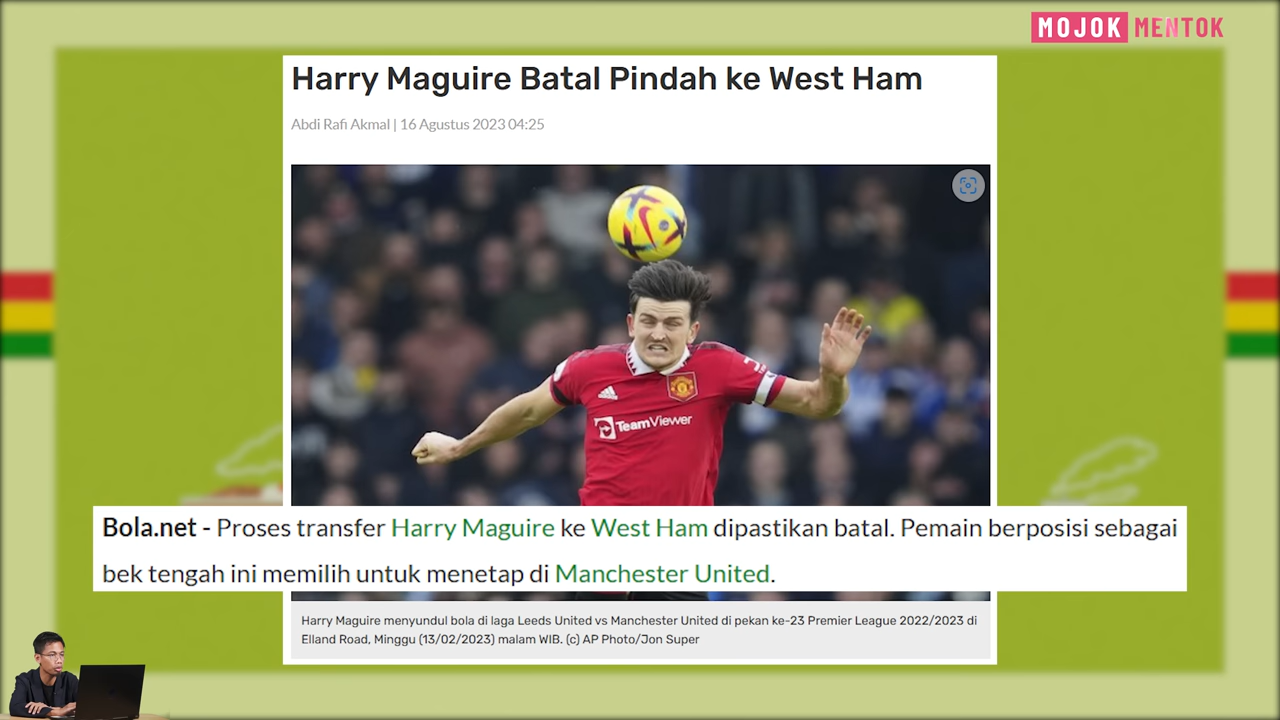 MOJOK MENTOK
Harry Maguire Batal Pindah ke West Ham
Abdi Rafi Akmal | 16 Agustus 2023 04:25
TeamViewer
Bola.net - Proses transfer Harry Maguire ke West Ham dipastikan batal. Pemain berposisi sebagai
bek tengah ini memilih untuk menetap di Manchester United.
Harry Maguire menyundul bola di laga Leeds United vs Manchester United di pekan ke-23 Premier League 2022/2023 di
Elland Road, Minggu (13/02/2023) malam WIB. (c) AP Photo/Jon Super